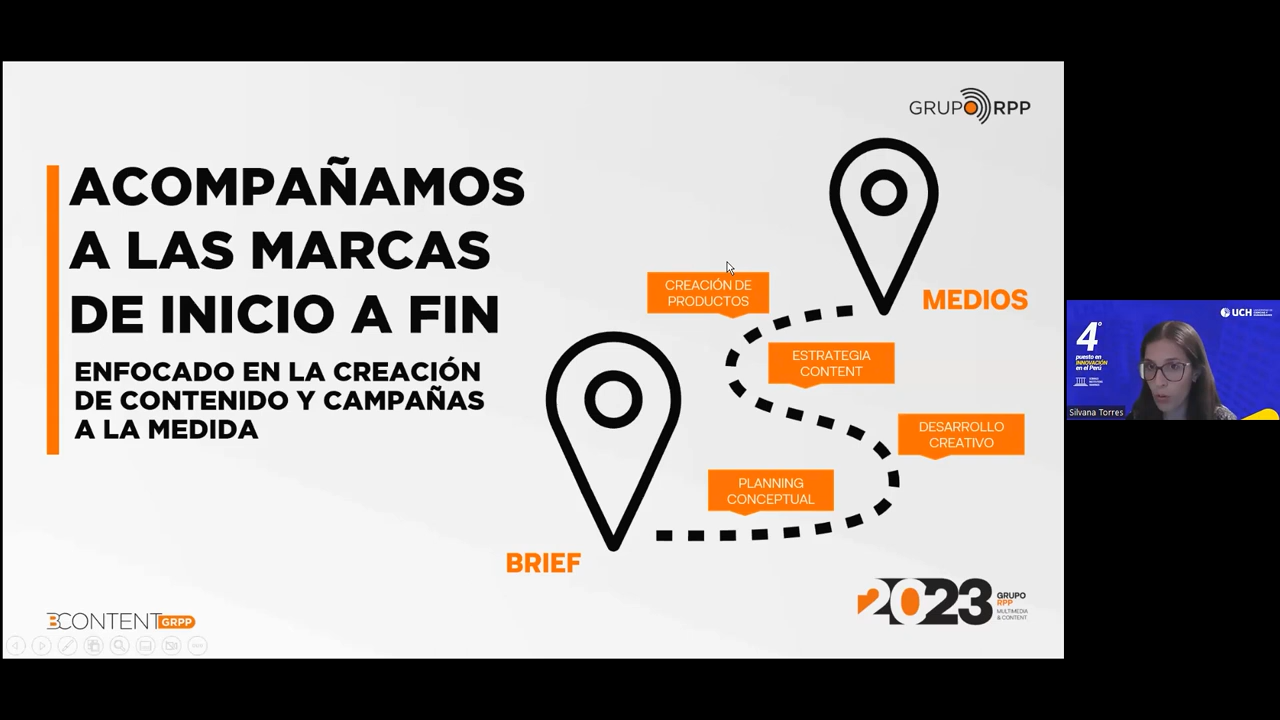 GRUPO RPP
ACOMPAÑAMOS
A LAS MARCAS
DE INICIO A FIN
ENFOCADO EN LA CREACIÓN
DE CONTENIDO Y CAMPAÑAS
A LA MEDIDA
CREACIÓN DE
PRODUCTOS
MEDIOS
ESTRATEGIA
CONTENT
DESARROLLO
CREATIVO
PLANNING
CONCEPTUAL
BRIEF
BCONTENT GRPP
2023
GRUPO
RPP
MULTIMEDIA
& CONTENT
UCH
4°
puesto en
INNOVACIÓN
en el Perú
Silvana Torres